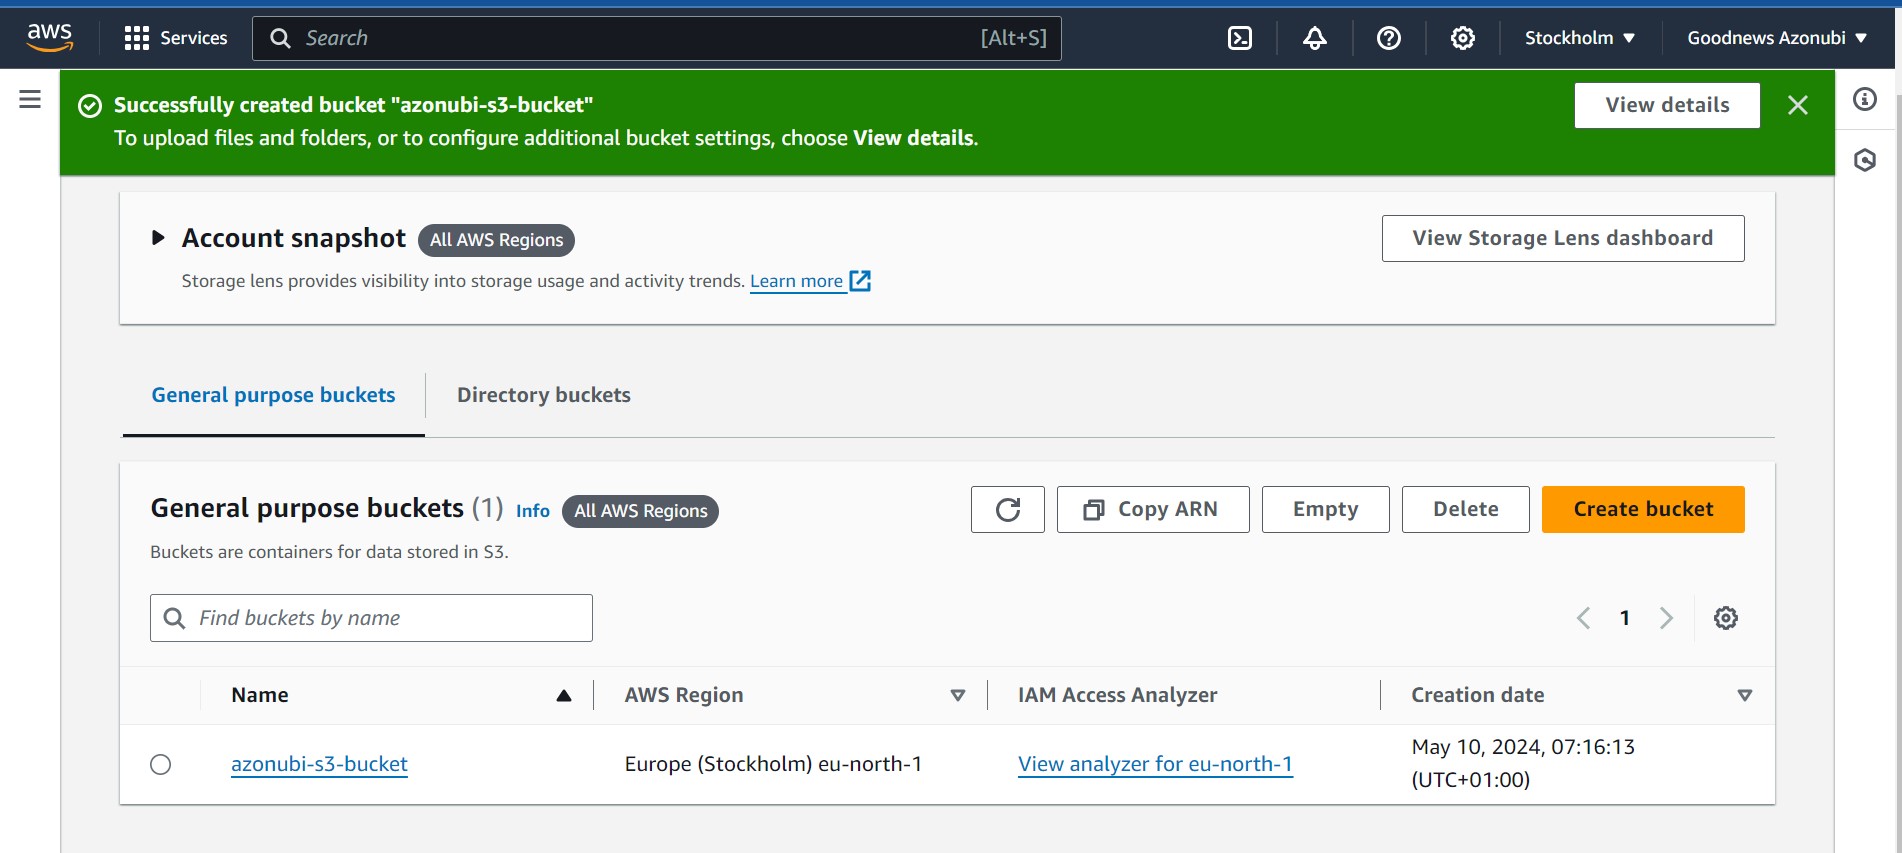 aws Services Search [Alt+S] Stockholm Goodnews Azonubi
Successfully created bucket "azonubi-s3-bucket"
To upload files and folders, or to configure additional bucket settings, choose View details.
View details
Account snapshot All AWS Regions
Storage lens provides visibility into storage usage and activity trends. Learn more
View Storage Lens dashboard
General purpose buckets Directory buckets
General purpose buckets (1) Info All AWS Regions
Copy ARN Empty Delete Create bucket
Buckets are containers for data stored in S3.
Find buckets by name
1
Name AWS Region IAM Access Analyzer Creation date
azonubi-s3-bucket Europe (Stockholm) eu-north-1 View analyzer for eu-north-1 May 10, 2024, 07:16:13
(UTC+01:00)